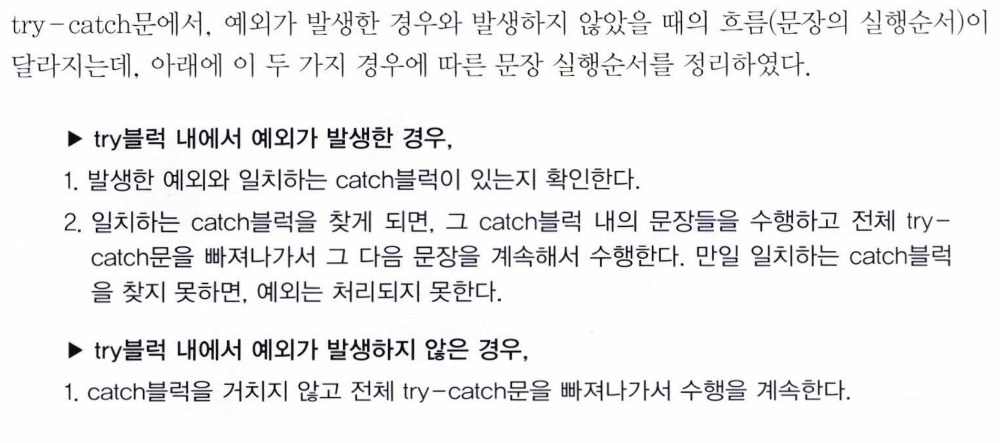 try-catch문에서, 예외가 발생한 경우와 발생하지 않았을 때의 흐름(문장의 실행순서)이
달라지는데, 아래에 이 두 가지 경우에 따른 문장 실행순서를 정리하였다.
▶ try블럭 내에서 예외가 발생한 경우,
1. 발생한 예외와 일치하는 catch블럭이 있는지 확인한다.
2. 일치하는 catch블럭을 찾게 되면, 그 catch블럭 내의 문장들을 수행하고 전체 try-
catch문을 빠져나가서 그 다음 문장을 계속해서 수행한다. 만일 일치하는 catch블럭
을 찾지 못하면, 예외는 처리되지 못한다.
▶ try블럭 내에서 예외가 발생하지 않은 경우,
1. catch블럭을 거치지 않고 전체 try-catch문을 빠져나가서 수행을 계속한다.